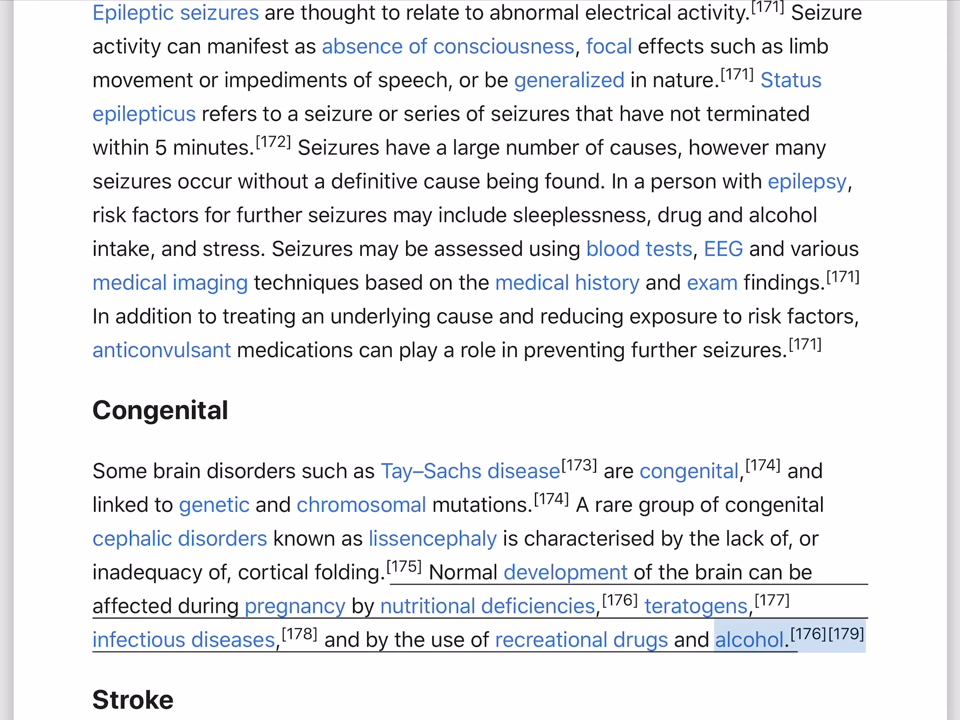 Epileptic seizures are thought to relate to abnormal electrical activity.[171] Seizure
activity can manifest as absence of consciousness, focal effects such as limb
movement or impediments of speech, or be generalized in nature.[171] Status
epilepticus refers to a seizure or series of seizures that have not terminated
within 5 minutes.[172] Seizures have a large number of causes, however many
seizures occur without a definitive cause being found. In a person with epilepsy,
risk factors for further seizures may include sleeplessness, drug and alcohol
intake, and stress. Seizures may be assessed using blood tests, EEG and various
medical imaging techniques based on the medical history and exam findings.[171]
In addition to treating an underlying cause and reducing exposure to risk factors,
anticonvulsant medications can play a role in preventing further seizures.[171]
Congenital
Some brain disorders such as Tay–Sachs disease[173] are congenital,[174] and
linked to genetic and chromosomal mutations.[174] A rare group of congenital
cephalic disorders known as lissencephaly is characterised by the lack of, or
inadequacy of, cortical folding.[175] Normal development of the brain can be
affected during pregnancy by nutritional deficiencies,[176] teratogens,[177]
infectious diseases,[178] and by the use of recreational drugs and alcohol.[176][179]
Stroke